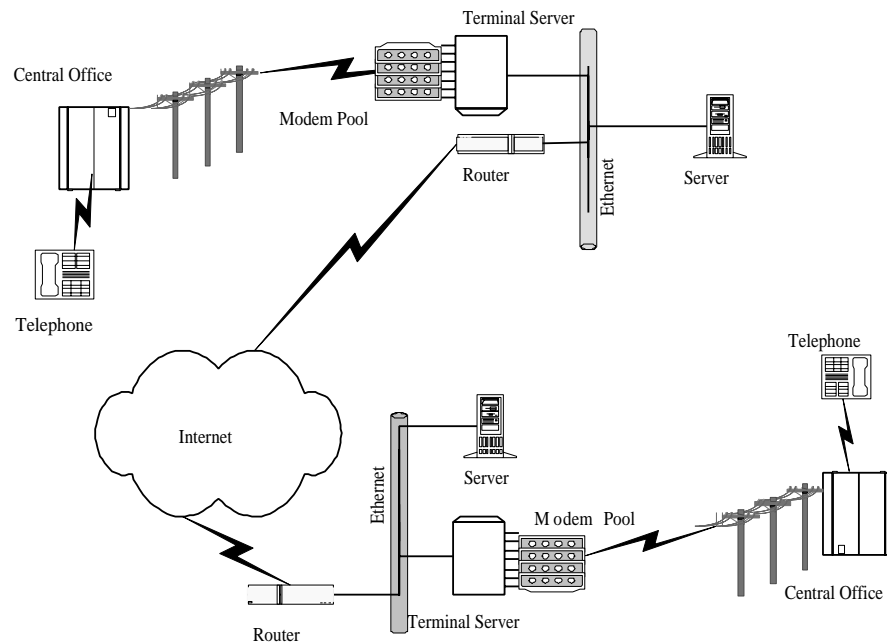 Terminal Server
Central Office
Modem Pool
Router
Server
Ethernet
Telephone
Telephone
Internet
Ethernet
Server
Modem Pool
Central Office
Terminal Server
Router